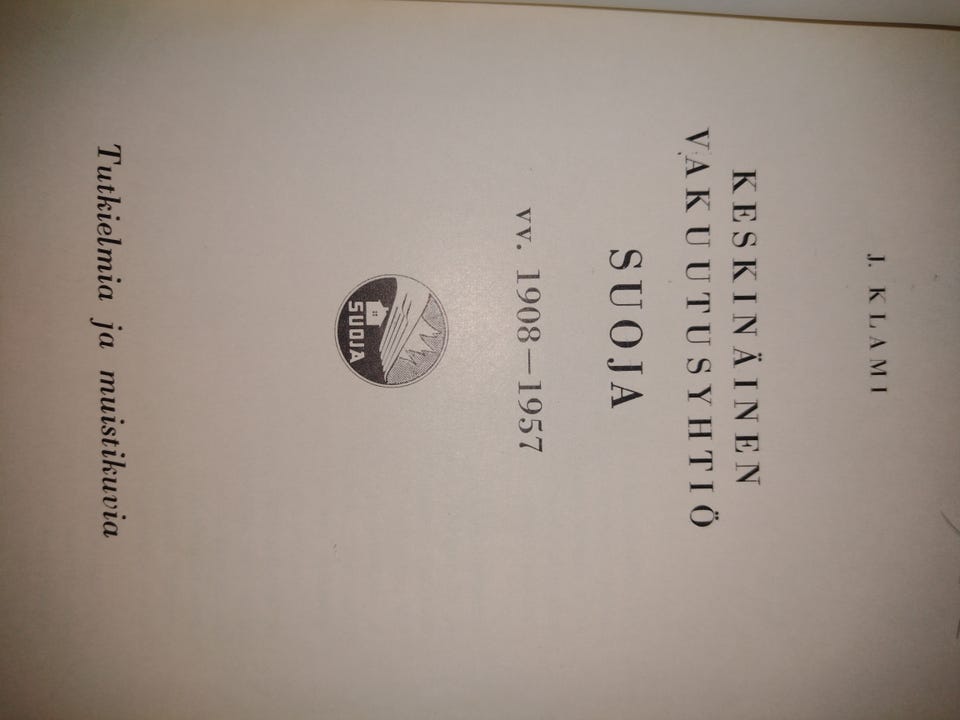 J. KLAMI
KESKINÄINEN
VAKUUTUSYHTIÖ
SUOJA
vv. 1908—1957
SUOJA
Tutkielmia ja muistikuvia